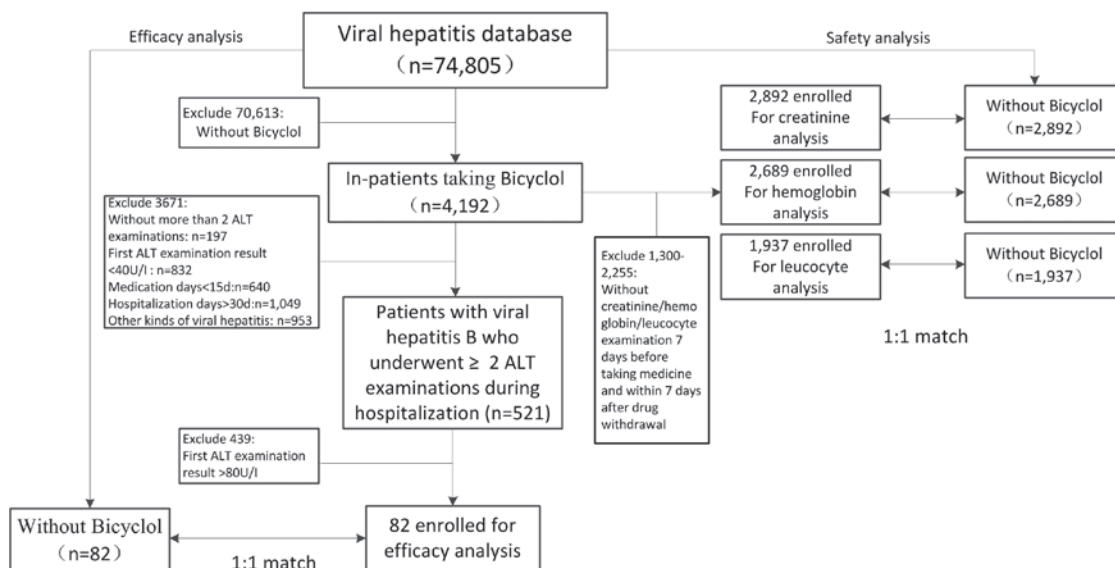 Efficacy analysis
Viral hepatitis database
（n=74,805）
Safety analysis
Exclude 70,613:
Without Bicyclol
2,892 enrolled
For creatinine
analysis
Without Bicyclol
（n=2,892）
In-patients taking Bicyclol
（n=4,192）
2,689 enrolled
For hemoglobin
analysis
Without Bicyclol
（n=2,689）
Exclude 3671:
Without more than 2 ALT
examinations: n=197
First ALT examination result
<40U/I : n=832
Medication days<15d:n=640
Hospitalization days>30d:n=1,049
Other kinds of viral hepatitis: n=953
Exclude 1,300-
2,255:
Without
creatinine/hemo
globin/leucocyte
examination 7
days before
taking medicine
and within 7 days
after drug
withdrawal
1,937 enrolled
For leucocyte
analysis
Without Bicyclol
（n=1,937）
1:1 match
Patients with viral
hepatitis B who
underwent ≥ 2 ALT
examinations during
hospitalization (n=521)
Exclude 439:
First ALT examination
result >80U/I
Without Bicyclol
（n=82）
1:1 match
82 enrolled for
efficacy analysis